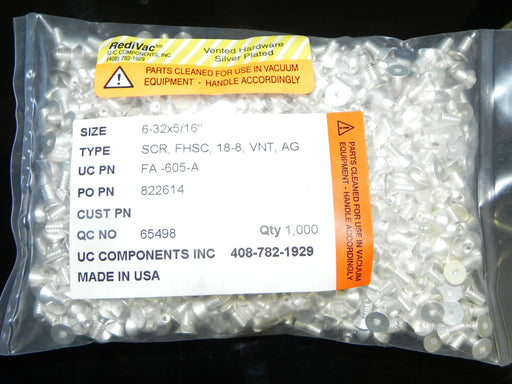 RediVac™
U-C COMPONENTS, INC.
(408) 782-1929
Vented Hardware
Silver Plated
PARTS CLEANED FOR USE IN VACUUM
EQUIPMENT - HANDLE ACCORDINGLY
SIZE 6-32x5/16"
TYPE SCR, FHSC, 18-8, VNT, AG
UC PN FA -605-A
PO PN 822614
CUST PN
QC NO 65498 Qty 1,000
UC COMPONENTS INC 408-782-1929
MADE IN USA
PARTS CLEANED FOR USE IN VACUUM
EQUIPMENT - HANDLE ACCORDINGLY